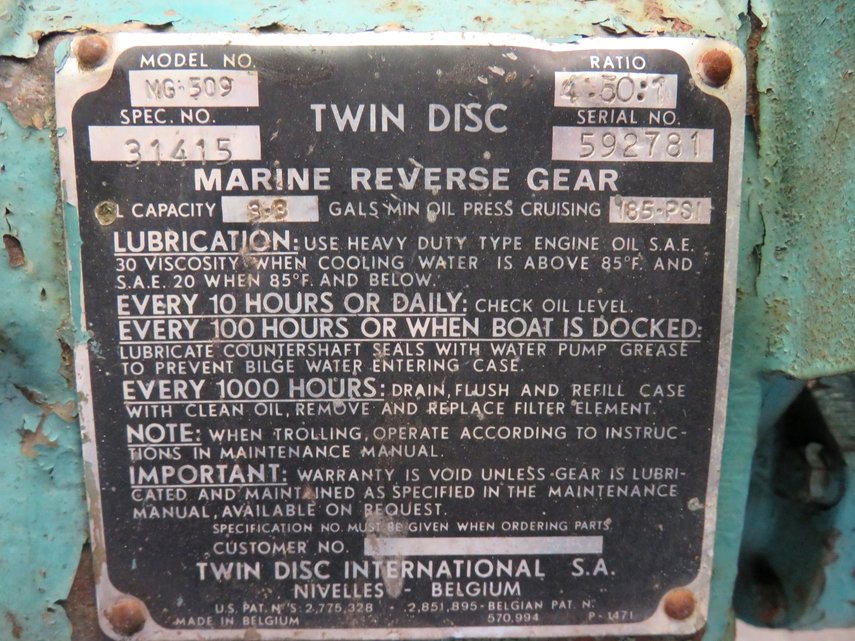 MODEL NO.
RATIO
MG-509
4.50:1
SPEC. NO.
TWIN DISC
SERIAL NO.
31415
592781
MARINE REVERSE GEAR
L CAPACITY 3-8 GALS MIN OIL PRESS CRUISING 185-PSI
LUBRICATION: USE HEAVY DUTY TYPE ENGINE OIL S.A.E.
30 VISCOSITY WHEN COOLING WATER IS ABOVE 85°F. AND
S.A.E. 20 WHEN 85°F. AND BELOW.
EVERY 10 HOURS OR DAILY: CHECK OIL LEVEL.
EVERY 100 HOURS OR WHEN BOAT IS DOCKED:
LUBRICATE COUNTERSHAFT SEALS WITH WATER PUMP GREASE
TO PREVENT BILGE WATER ENTERING CASE.
EVERY 1000 HOURS: DRAIN, FLUSH AND REFILL CASE
WITH CLEAN OIL, REMOVE AND REPLACE FILTER ELEMENT.
NOTE: WHEN TROLLING, OPERATE ACCORDING TO INSTRUC-
TIONS IN MAINTENANCE MANUAL.
IMPORTANT: WARRANTY IS VOID UNLESS GEAR IS LUBRI-
CATED AND MAINTAINED AS SPECIFIED IN THE MAINTENANCE
MANUAL, AVAILABLE ON REQUEST.
SPECIFICATION NO. MUST BE GIVEN WHEN ORDERING PARTS
CUSTOMER NO.
TWIN DISC INTERNATIONAL S.A.
NIVELLES - BELGIUM
U.S. PAT. N°'S: 2,775,328 - 2,851,895-BELGIAN PAT. N°
MADE IN BELGIUM 570,994 P-1471